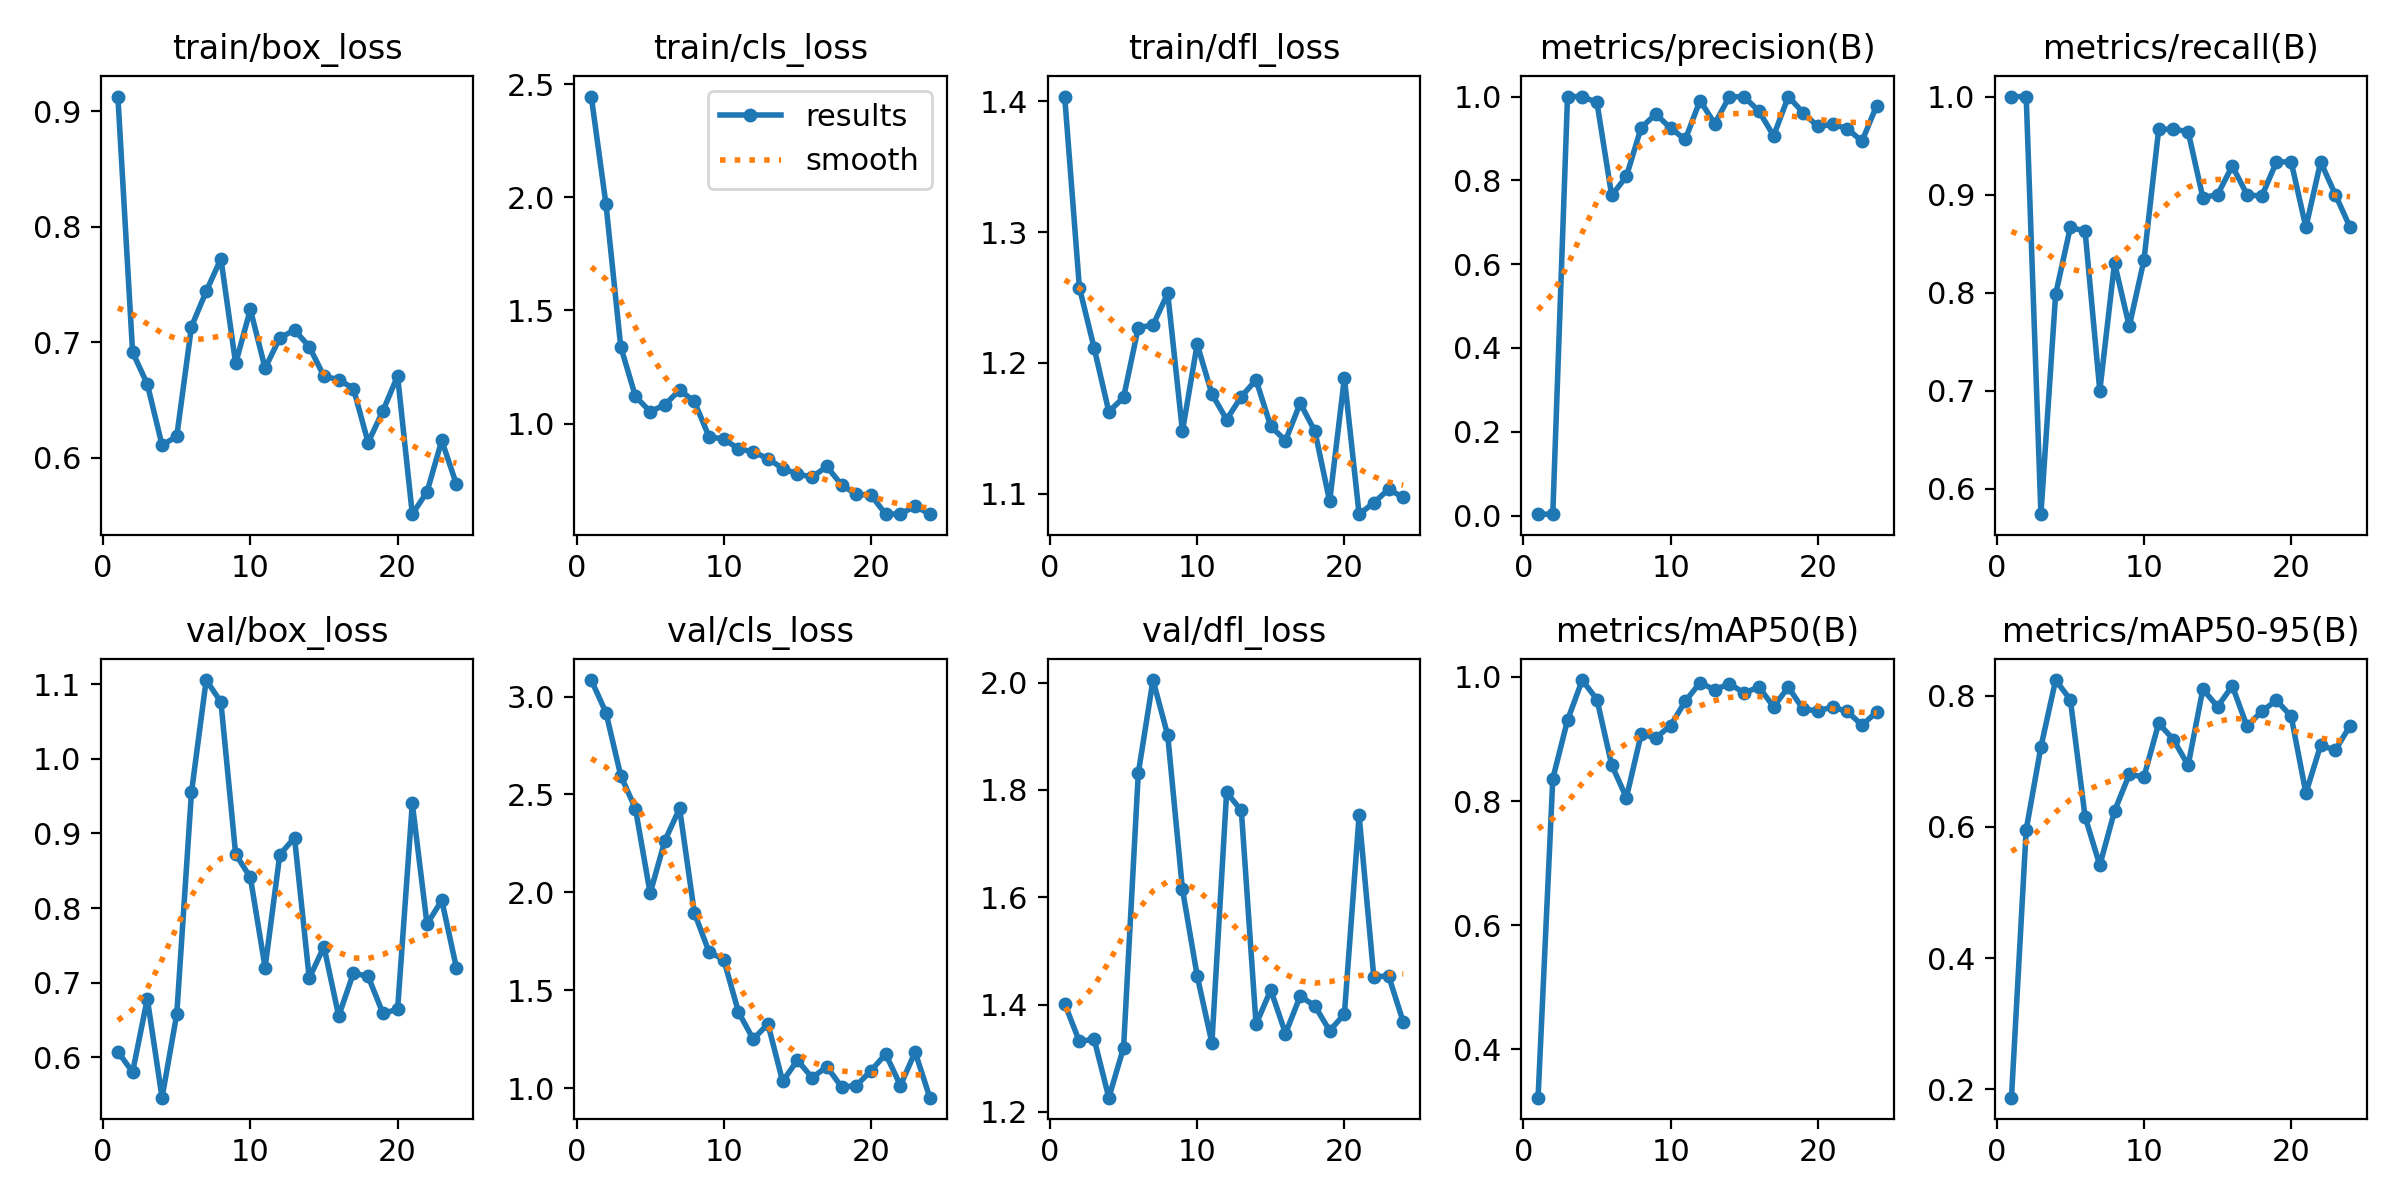 train/box_loss
0.9
0.8
0.7
0.6
0 10 20
train/cls_loss
2.5
2.0
1.5
1.0
results
smooth
0 10 20
train/dfl_loss
1.4
1.3
1.2
1.1
0 10 20
metrics/precision(B)
1.0
0.8
0.6
0.4
0.2
0.0
0 10 20
metrics/recall(B)
1.0
0.9
0.8
0.7
0.6
0 10 20
val/box_loss
1.1
1.0
0.9
0.8
0.7
0.6
0 10 20
val/cls_loss
3.0
2.5
2.0
1.5
1.0
0 10 20
val/dfl_loss
2.0
1.8
1.6
1.4
1.2
0 10 20
metrics/mAP50(B)
1.0
0.8
0.6
0.4
0 10 20
metrics/mAP50-95(B)
0.8
0.6
0.4
0.2
0 10 20